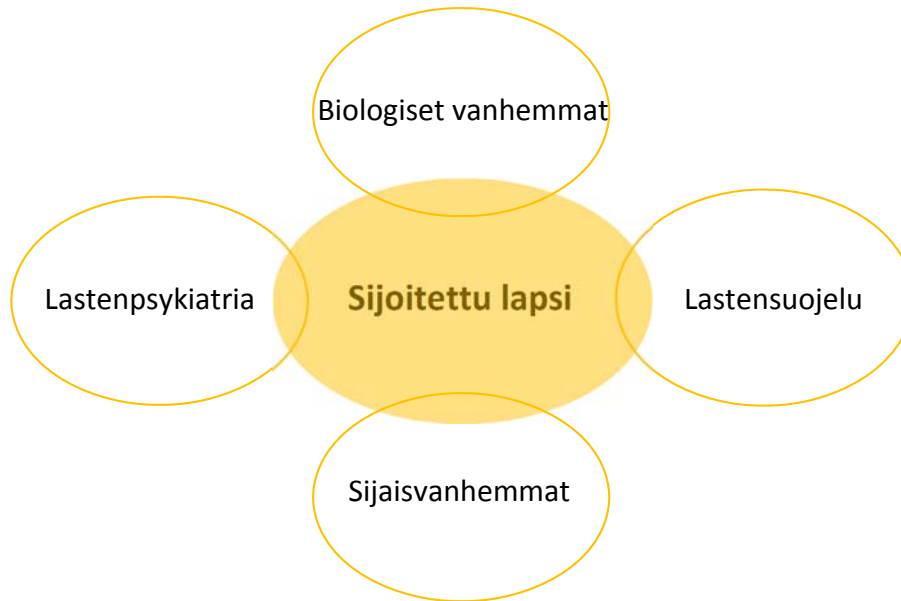 Biologiset vanhemmat
Lastenpsykiatria
Sijoitettu lapsi
Lastensuojelu
Sijaisvanhemmat